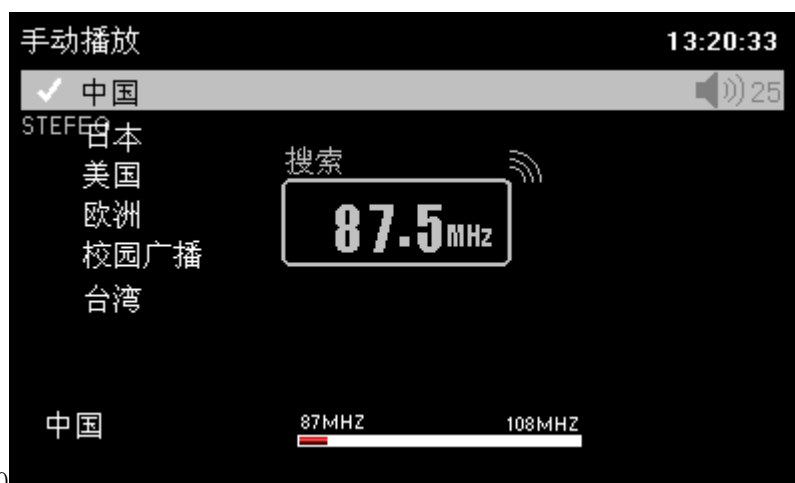 手动播放 13:20:33
中国 25
STEFEO
日本
美国
欧洲
校园广播
台湾
搜索
87.5MHz
中国
87MHZ 108MHZ